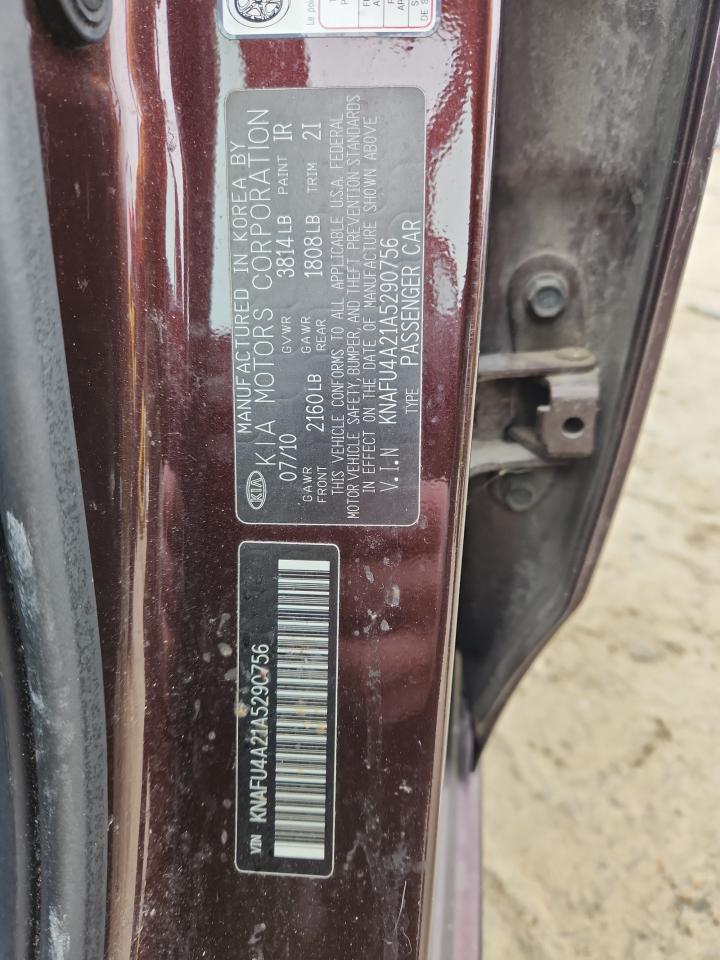 KIA
MANUFACTURED IN KOREA BY
KIA MOTORS CORPORATION
07/10 GVWR 3814LB PAINT IR
GAWR FRONT 2160LB GAWR REAR 1808LB TRIM 2I
THIS VEHICLE CONFORMS TO ALL APPLICABLE U.S.A. FEDERAL
MOTOR VEHICLE SAFETY, BUMPER, AND THEFT PREVENTION STANDARDS
IN EFFECT ON THE DATE OF MANUFACTURE SHOWN ABOVE
V.I.N KNAFU4A21A5290756
TYPE PASSENGER CAR
VIN KNAFU4A21A5290756